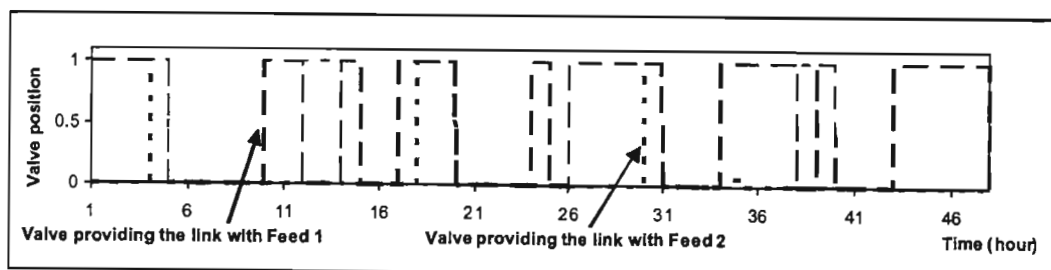 Valve position
1
0.5
0
1 6 11 16 21 26 31 36 41 46
Valve providing the link with Feed 1
Valve providing the link with Feed 2
Time (hour)